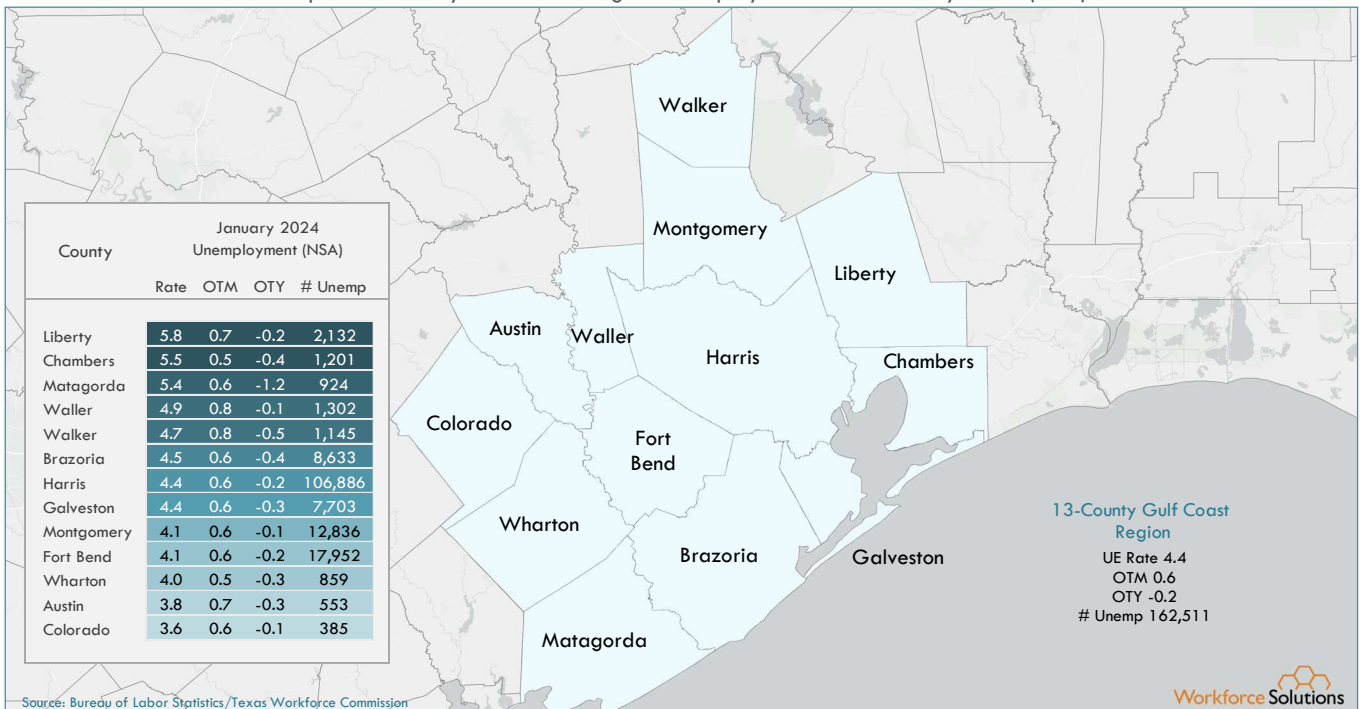 January 2024
County Unemployment (NSA)
Rate OTM OTY # Unemp
Liberty 5.8 0.7 -0.2 2,132
Chambers 5.5 0.5 -0.4 1,201
Matagorda 5.4 0.6 -1.2 924
Waller 4.9 0.8 -0.1 1,302
Walker 4.7 0.8 -0.5 1,145
Brazoria 4.5 0.6 -0.4 8,633
Harris 4.4 0.6 -0.2 106,886
Galveston 4.4 0.6 -0.3 7,703
Montgomery 4.1 0.6 -0.1 12,836
Fort Bend 4.1 0.6 -0.2 17,952
Wharton 4.0 0.5 -0.3 859
Austin 3.8 0.7 -0.3 553
Colorado 3.6 0.6 -0.1 385
Walker
Montgomery
Liberty
Austin
Waller
Harris
Chambers
Colorado
Fort
Bend
Wharton
Brazoria
Galveston
Matagorda
13-County Gulf Coast
Region
UE Rate 4.4
OTM 0.6
OTY -0.2
# Unemp 162,511
Source: Bureau of Labor Statistics/Texas Workforce Commission
Workforce Solutions